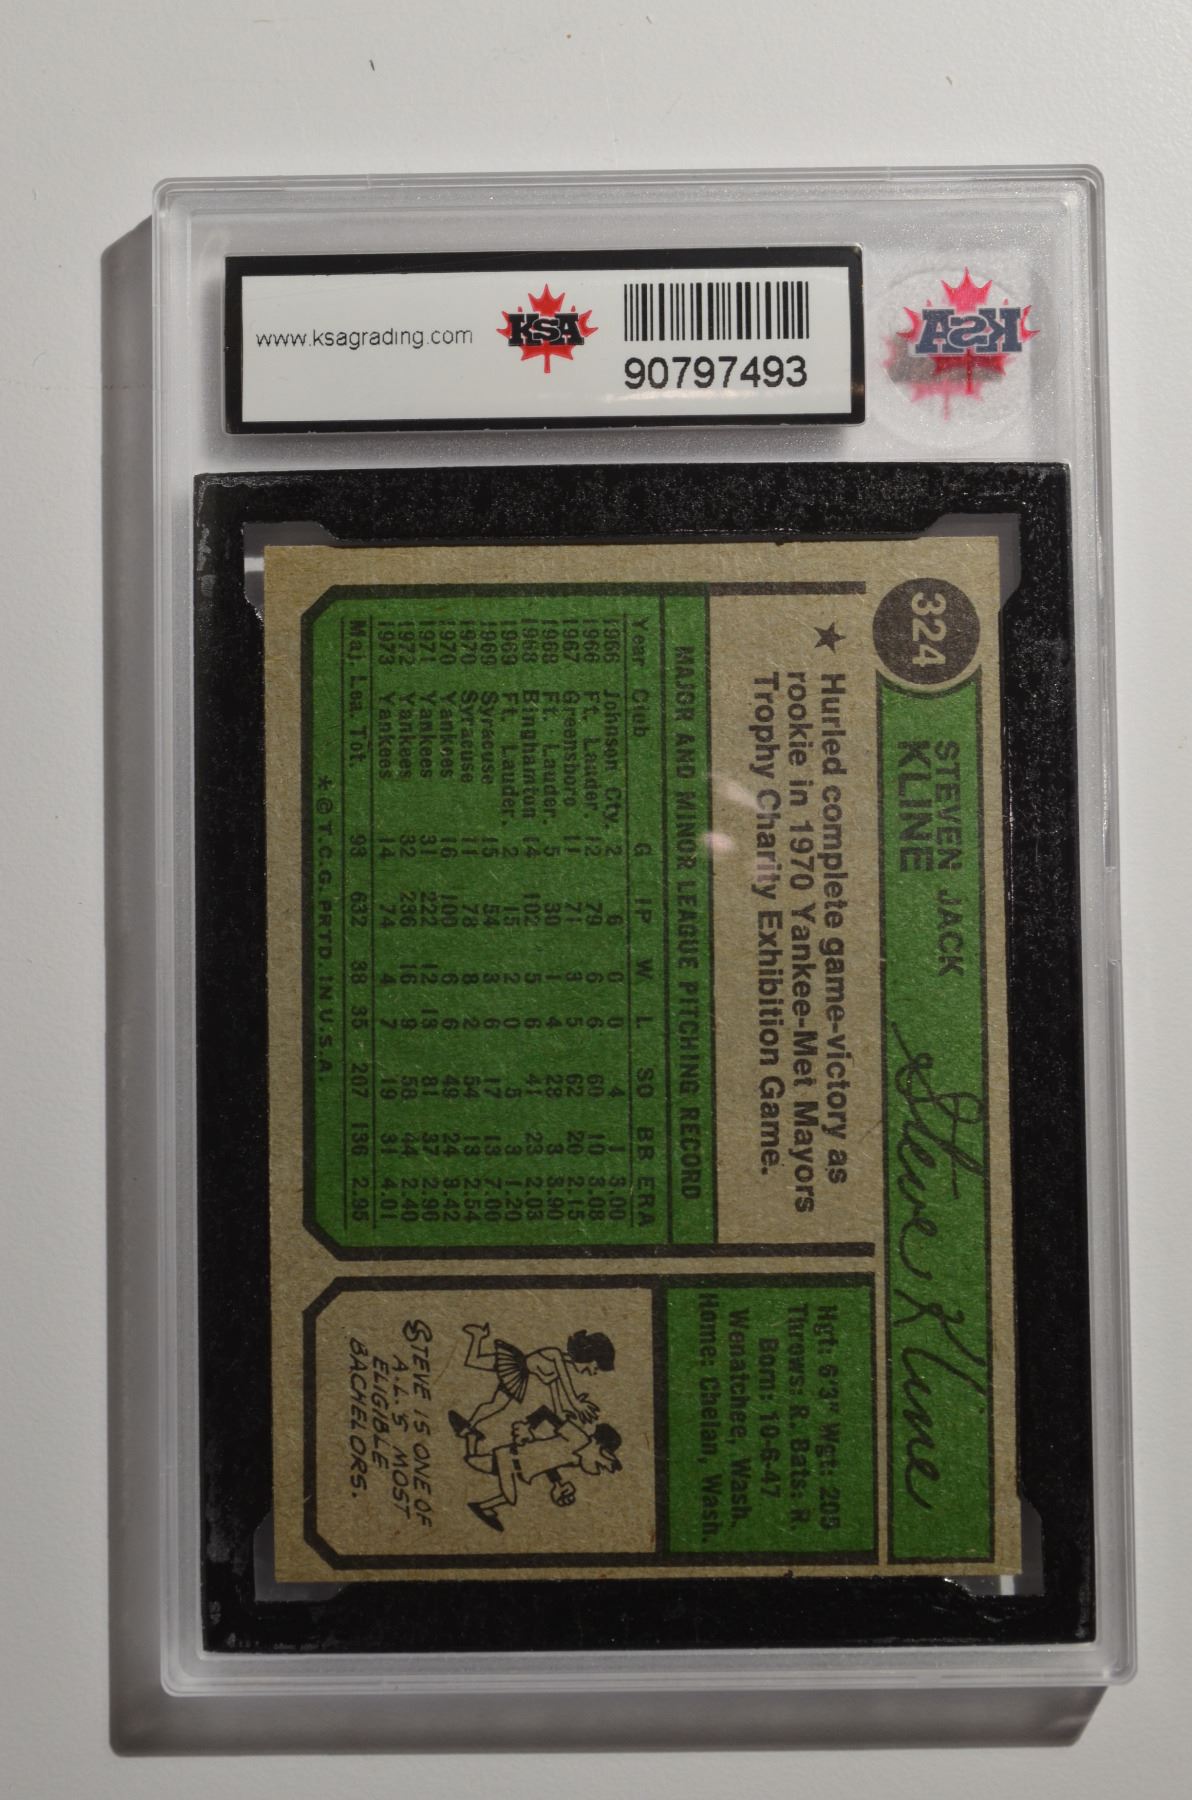 www.ksagrading.com
KSA
90797493
KSA
324
STEVEN JACK
KLINE
Steve Kline
★ Hurled complete game-victory as
rookie in 1970 Yankee-Met Mayors
Trophy Charity Exhibition Game.
MAJOR AND MINOR LEAGUE PITCHING RECORD
Year Club G IP W L SO BB ERA
1966 Johnson Cty. 2 6 0 0 4 1 3.00
1966 Ft. Lauder. 12 79 6 6 60 10 3.08
1967 Greensboro 11 71 3 5 62 20 2.15
1968 Ft. Lauder. 5 30 1 4 28 3 3.90
1968 Binghamton 14 102 5 6 41 23 2.03
1969 Ft. Lauder. 2 15 2 0 5 3 1.20
1969 Syracuse 15 54 3 6 17 13 7.00
1970 Syracuse 11 78 8 2 54 13 2.54
1970 Yankees 16 100 6 6 49 24 3.42
1971 Yankees 31 222 12 13 81 37 2.96
1972 Yankees 32 236 16 9 58 44 2.40
1973 Yankees 14 74 4 7 19 31 4.01
Maj. Lea. Tot. 93 632 38 35 207 136 2.96
* © T.C.G. PRTD. IN U.S.A.
Hgt: 6'3" Wgt: 205
Throws: R. Bats: R.
Born: 10-6-47
Wenatchee, Wash.
Home: Chelan, Wash.
STEVE IS ONE OF
A.L.'S MOST
ELIGIBLE
BACHELORS.